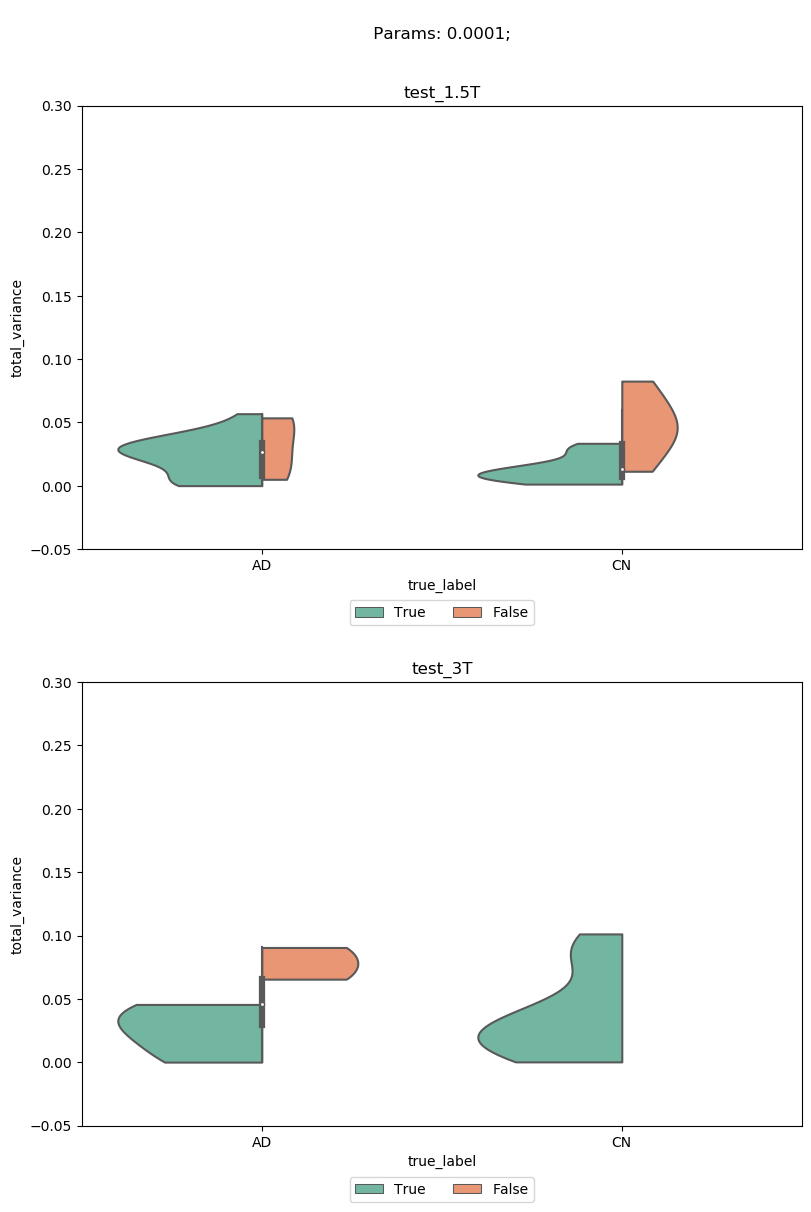 Params: 0.0001;
test_1.5T
0.30
0.25
0.20
0.15
0.10
0.05
0.00
−0.05
total_variance
AD
CN
true_label
True
False
test_3T
0.30
0.25
0.20
0.15
0.10
0.05
0.00
−0.05
total_variance
AD
CN
true_label
True
False